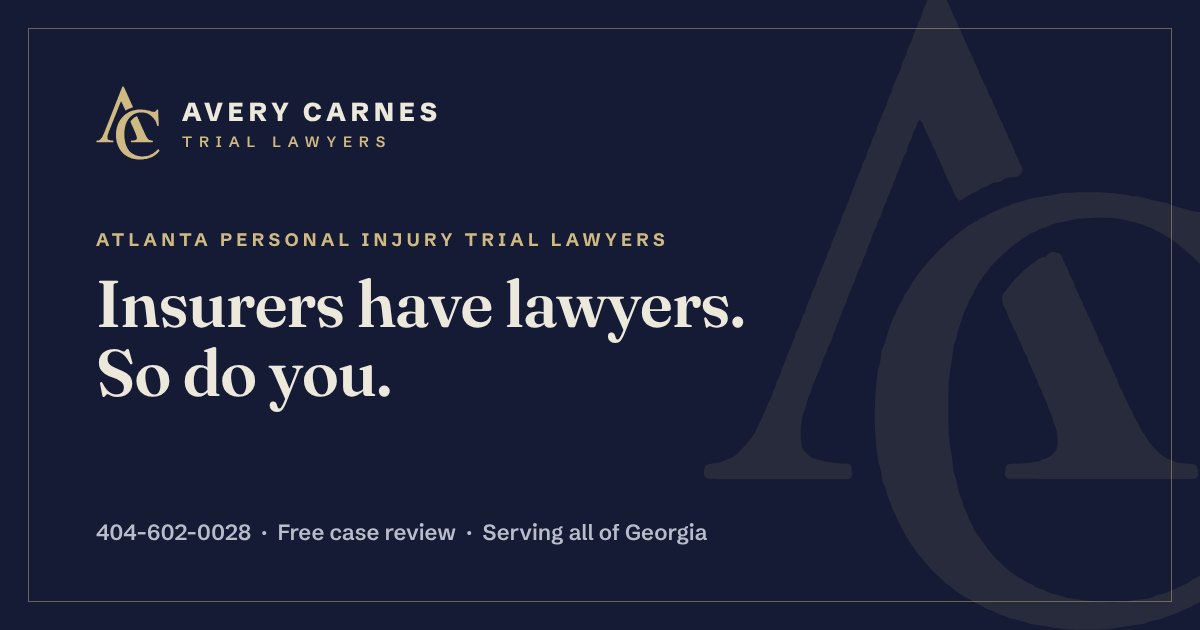 AVERY CARNES
TRIAL LAWYERS
ATLANTA PERSONAL INJURY TRIAL LAWYERS
Insurers have lawyers.
So do you.
404-602-0028 · Free case review · Serving all of Georgia